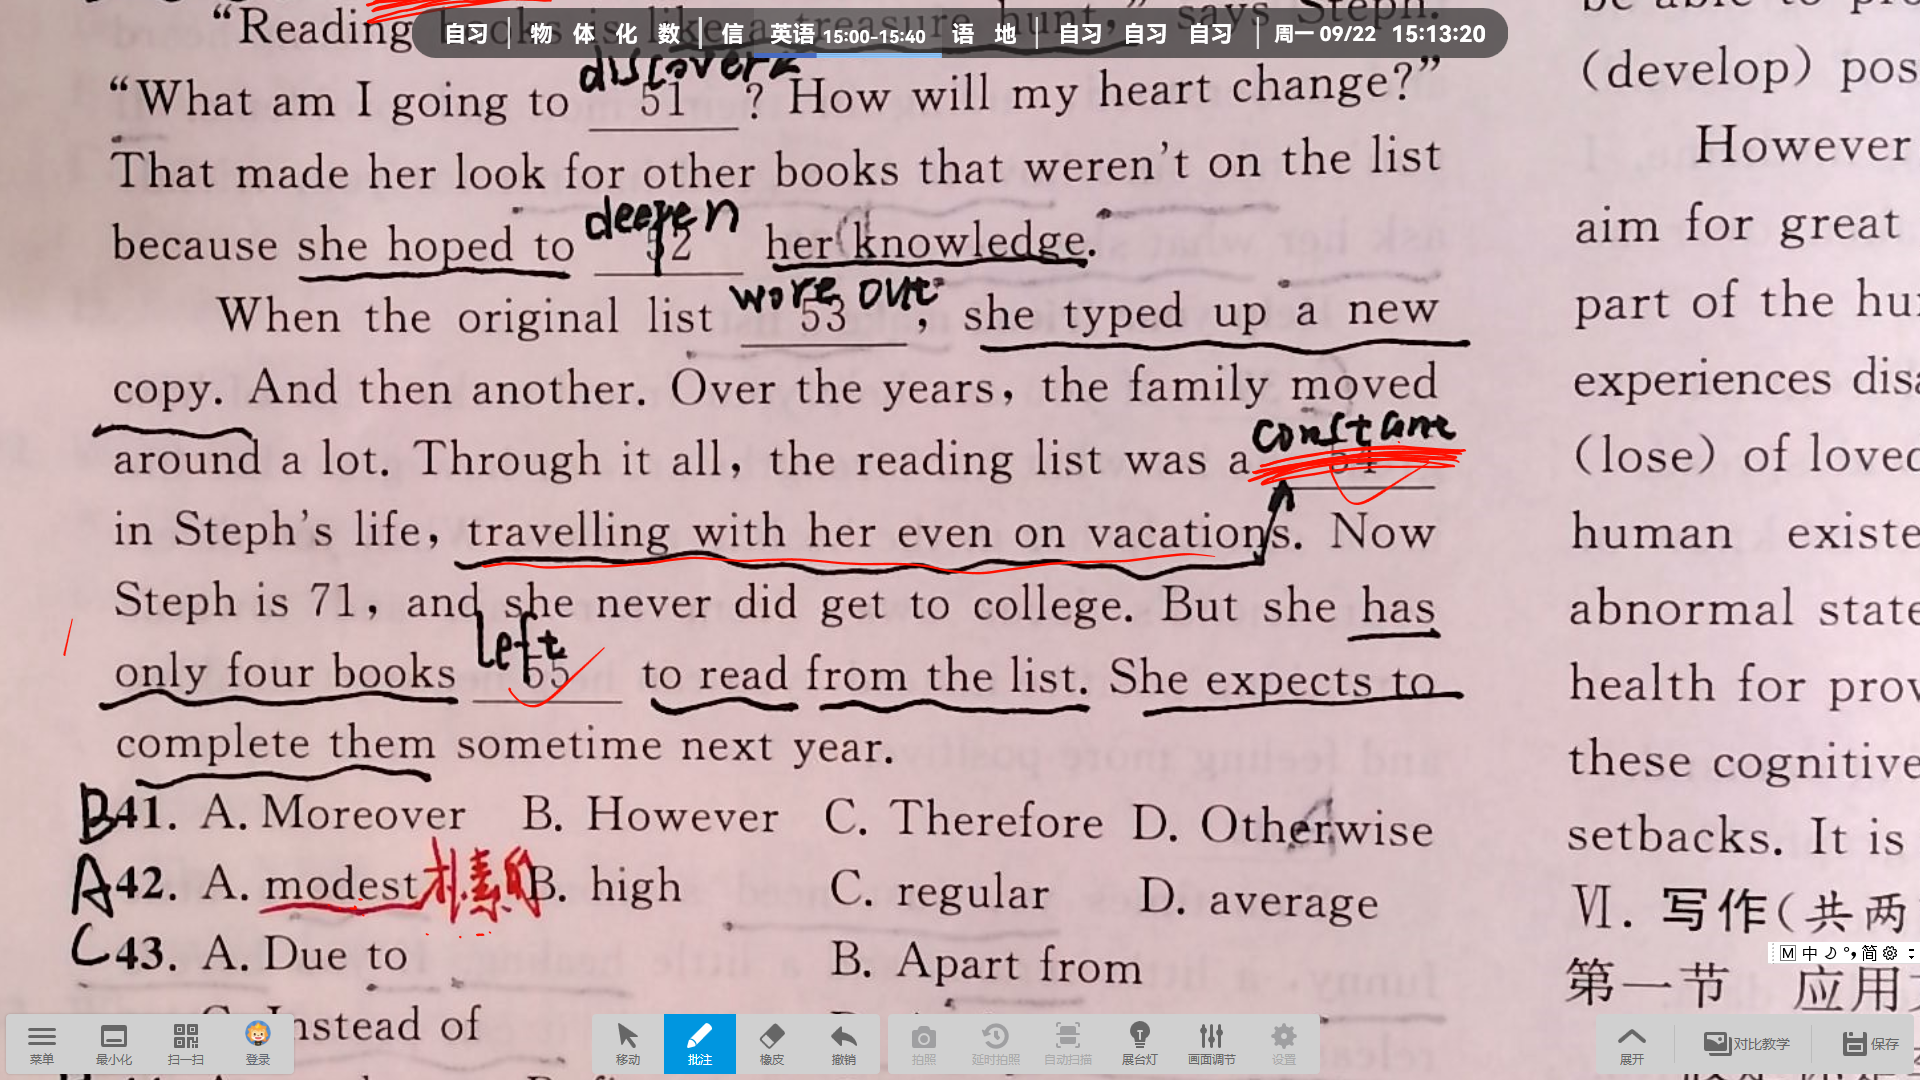 "Reading books is like a treasure hunt," says Steph.
自习 | 物 体 化 数 | 信 英语 15:00-15:40 语 地 | 自习 自习 自习 | 周一 09/22 15:13:20
discover
"What am I going to 51 ? How will my heart change?"
That made her look for other books that weren't on the list
deepen
because she hoped to 52 her knowledge.
wore out
When the original list 53 , she typed up a new
copy. And then another. Over the years, the family moved
constant
around a lot. Through it all, the reading list was a 54
in Steph's life, travelling with her even on vacations. Now
Steph is 71, and she never did get to college. But she has
left
only four books 55 to read from the list. She expects to
complete them sometime next year.
B 41. A. Moreover B. However C. Therefore D. Otherwise
A 42. A. modest 朴素的 B. high C. regular D. average
C 43. A. Due to B. Apart from
C. Instead of
(develop) pos
However
aim for great
part of the hu
experiences disa
(lose) of loved
human existe
abnormal state
health for prov
these cognitive
setbacks. It is
Ⅵ. 写作(共两
第一节 应用
M 中 简
菜单 最小化 扫一扫 登录 移动 批注 橡皮 撤销 拍照 延时拍照 自动扫描 展台灯 画面调节 设置 展开 对比教学 保存